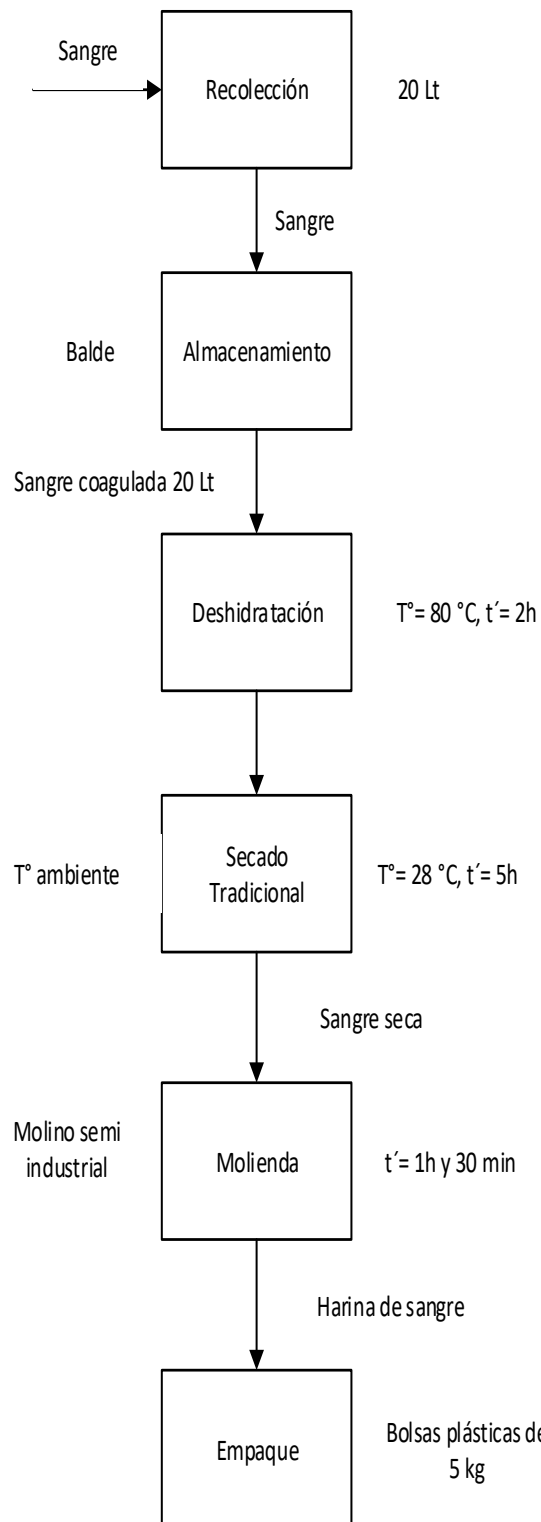 Sangre
Recolección
20 Lt
Sangre
Balde
Almacenamiento
Sangre coagulada 20 Lt
Deshidratación
T°= 80 °C, t´= 2h
T° ambiente
Secado
Tradicional
T°= 28 °C, t´= 5h
Sangre seca
Molino semi
industrial
Molienda
t´= 1h y 30 min
Harina de sangre
Empaque
Bolsas plásticas de
5 kg